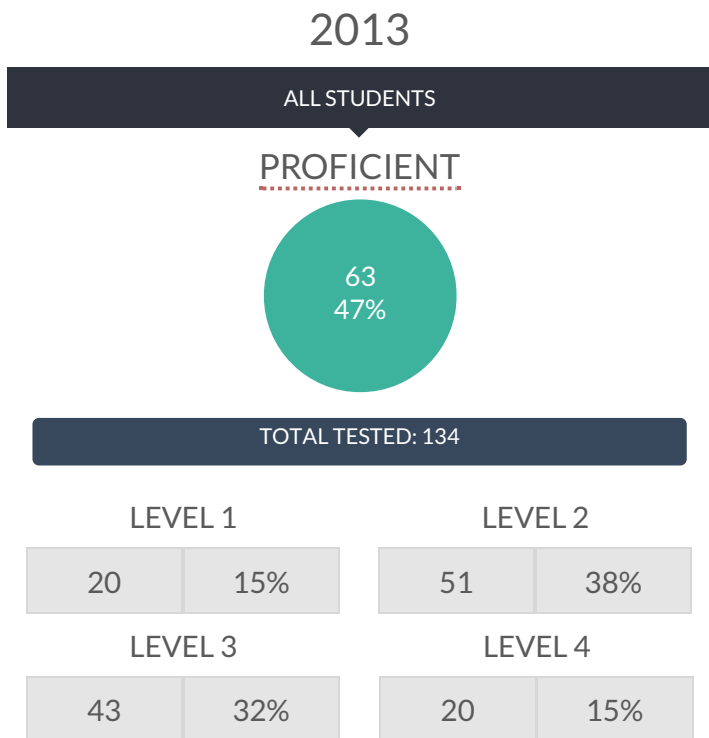 2013
ALL STUDENTS
PROFICIENT
63
47%
TOTAL TESTED: 134
LEVEL 1 LEVEL 2
20 15% 51 38%
LEVEL 3 LEVEL 4
43 32% 20 15%